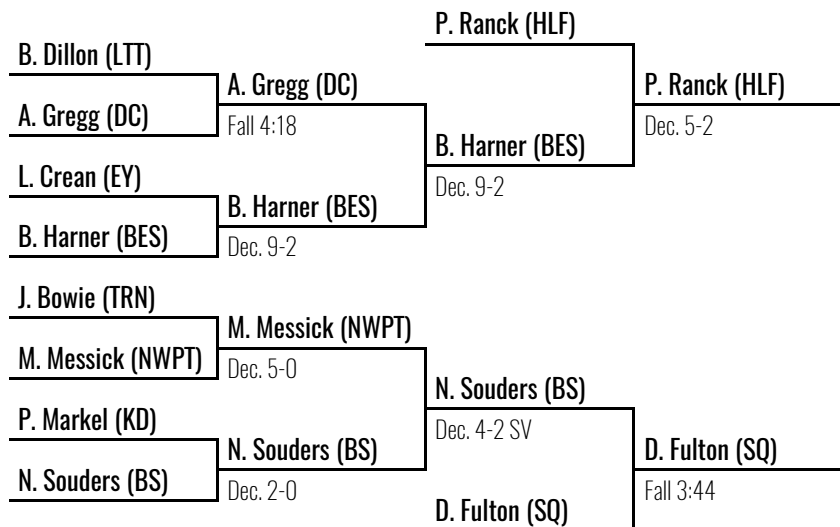 P. Ranck (HLF)
B. Dillon (LTT)
A. Gregg (DC)
P. Ranck (HLF)
A. Gregg (DC)
Fall 4:18
Dec. 5-2
B. Harner (BES)
L. Crean (EY)
Dec. 9-2
B. Harner (BES)
B. Harner (BES)
Dec. 9-2
J. Bowie (TRN)
M. Messick (NWPT)
M. Messick (NWPT)
Dec. 5-0
N. Souders (BS)
P. Markel (KD)
Dec. 4-2 SV
N. Souders (BS)
D. Fulton (SQ)
N. Souders (BS)
Dec. 2-0
Fall 3:44
D. Fulton (SQ)